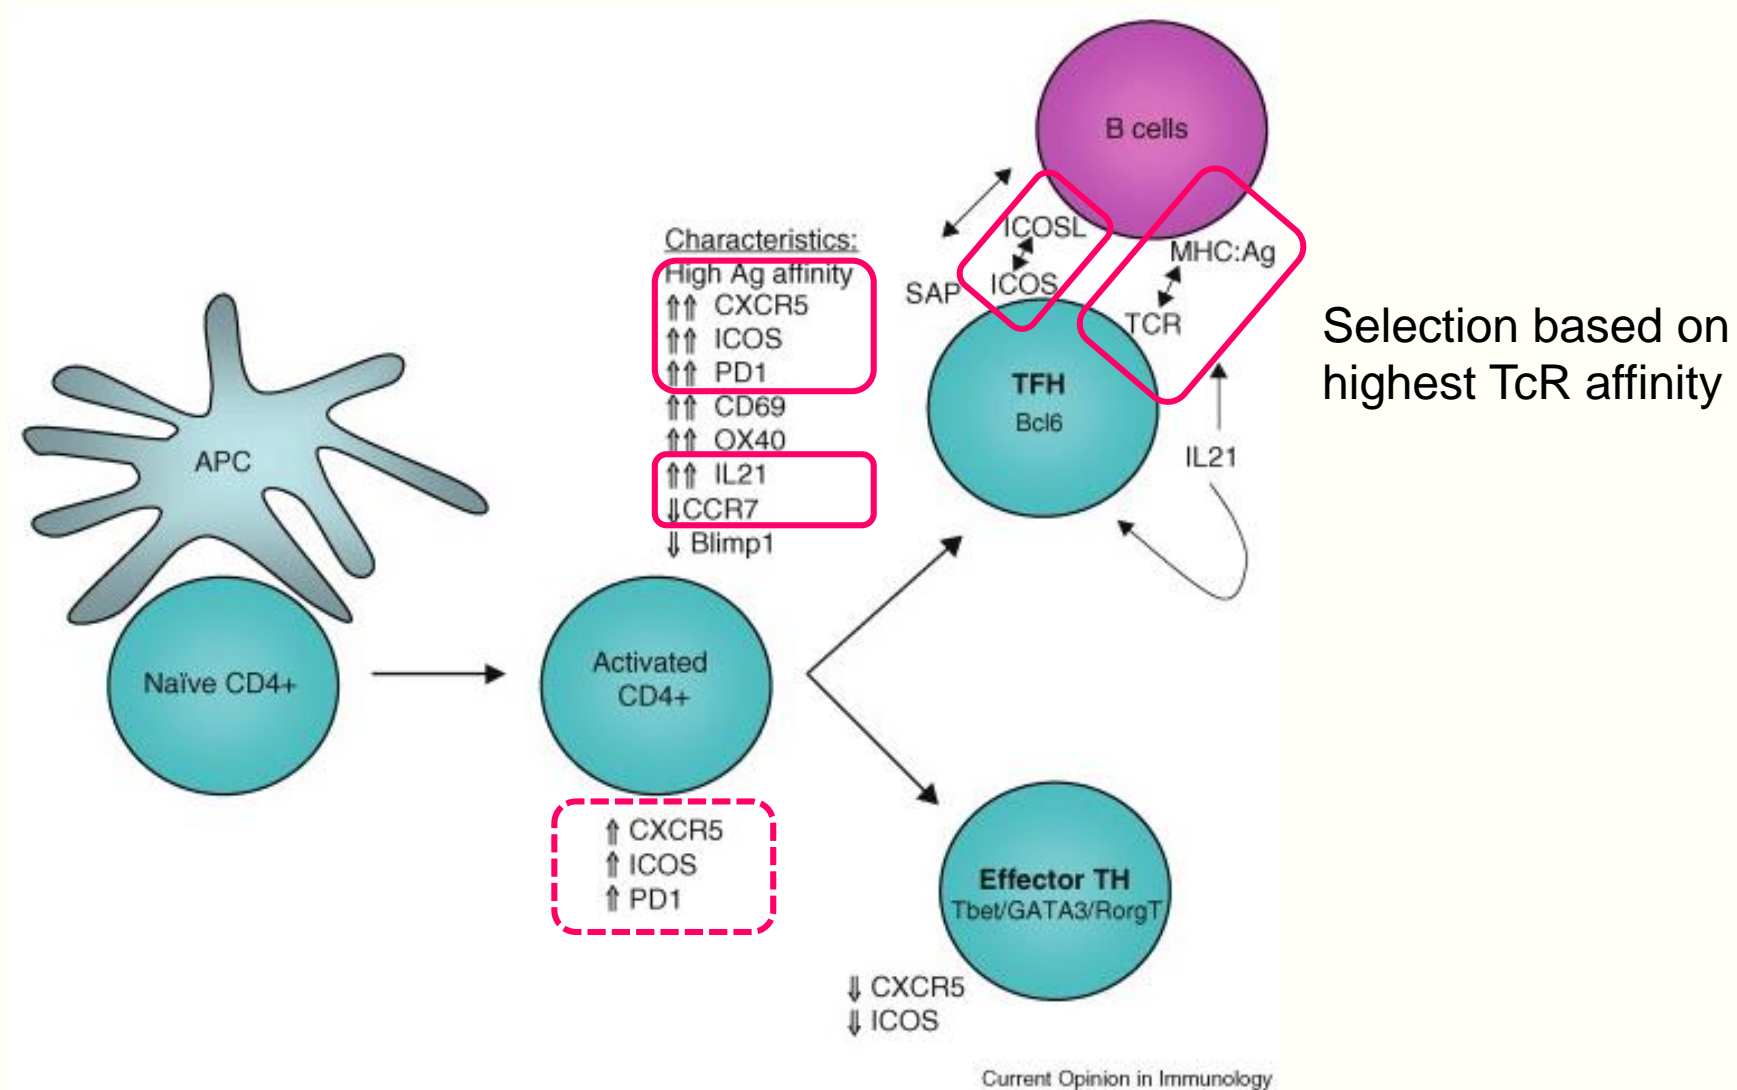 B cells
ICOSL
MHC:Ag
SAP
ICOS
TCR
TFH
Bcl6
IL21
Selection based on
highest TcR affinity
Characteristics:
High Ag affinity
⇑⇑ CXCR5
⇑⇑ ICOS
⇑⇑ PD1
⇑⇑ CD69
⇑⇑ OX40
⇑⇑ IL21
⇓CCR7
⇓ Blimp1
APC
Naïve CD4+
Activated
CD4+
⇑ CXCR5
⇑ ICOS
⇑ PD1
Effector TH
Tbet/GATA3/RorgT
⇓ CXCR5
⇓ ICOS
Current Opinion in Immunology